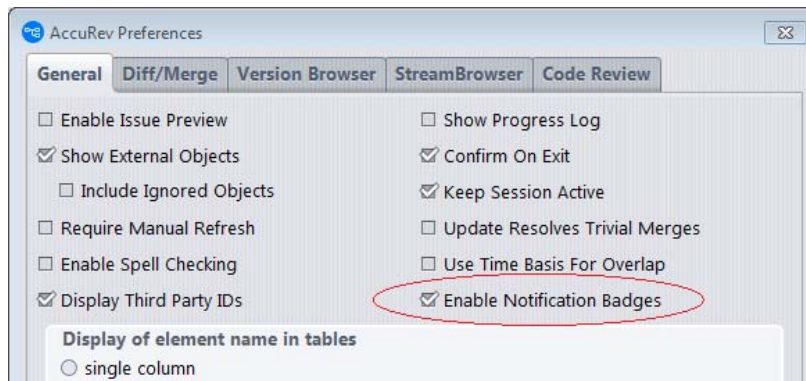 AccuRev Preferences
General Diff/Merge Version Browser StreamBrowser Code Review
Enable Issue Preview
Show Progress Log
Show External Objects
Confirm On Exit
Include Ignored Objects
Keep Session Active
Require Manual Refresh
Update Resolves Trivial Merges
Enable Spell Checking
Use Time Basis For Overlap
Display Third Party IDs
Enable Notification Badges
Display of element name in tables
single column